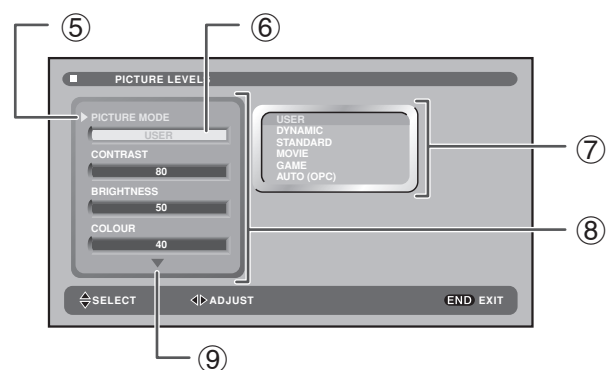 ⑤ ⑥
PICTURE LEVELS
PICTURE MODE
USER
CONTRAST
80
BRIGHTNESS
50
COLOUR
40
USER
DYNAMIC
STANDARD
MOVIE
GAME
AUTO (OPC)
⑦
⑧
SELECT ADJUST END EXIT
⑨